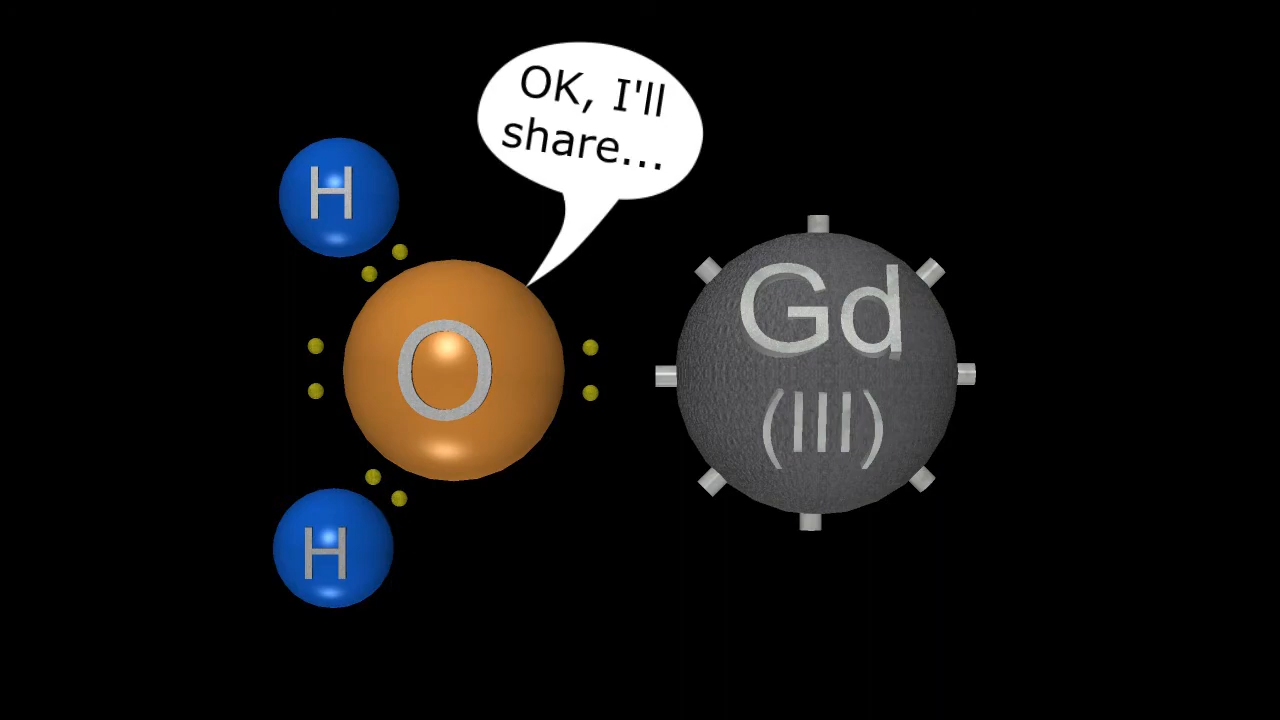 OK, I'll
share...
H
O
Gd
(III)
H